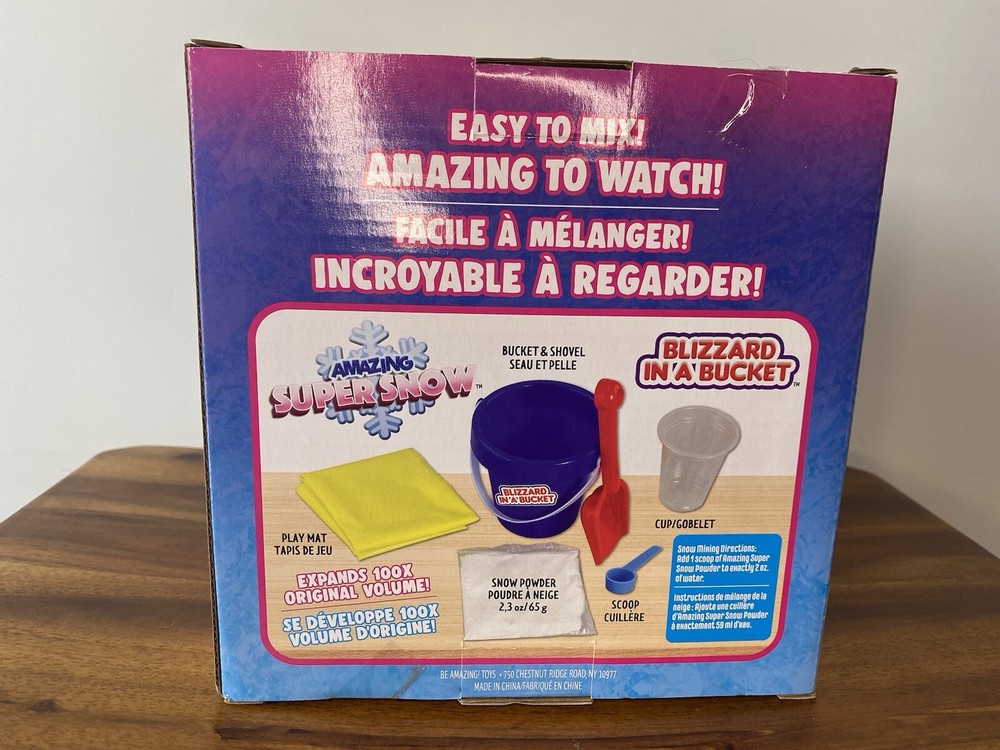 EASY TO MIX!
AMAZING TO WATCH!
FACILE À MÉLANGER!
INCROYABLE À REGARDER!
AMAZING
SUPER SNOW™
BUCKET & SHOVEL
SEAU ET PELLE
BLIZZARD
IN A BUCKET™
BLIZZARD
IN A BUCKET
PLAY MAT
TAPIS DE JEU
CUP/GOBELET
EXPANDS 100X
ORIGINAL VOLUME!
SE DÉVELOPPE 100X
VOLUME D'ORIGINE!
SNOW POWDER
POUDRE À NEIGE
2,3 oz/65 g
SCOOP
CUILLÈRE
Snow Mixing Directions:
Add 1 scoop of Amazing Super
Snow Powder to exactly 2 oz.
of water.
Instructions de mélange de la
neige : Ajoute une cuillère
d'Amazing Super Snow Powder
à exactement 59 ml d'eau.
BE AMAZING! TOYS • 750 CHESTNUT RIDGE ROAD, NY 10977
MADE IN CHINA/FABRIQUÉ EN CHINE